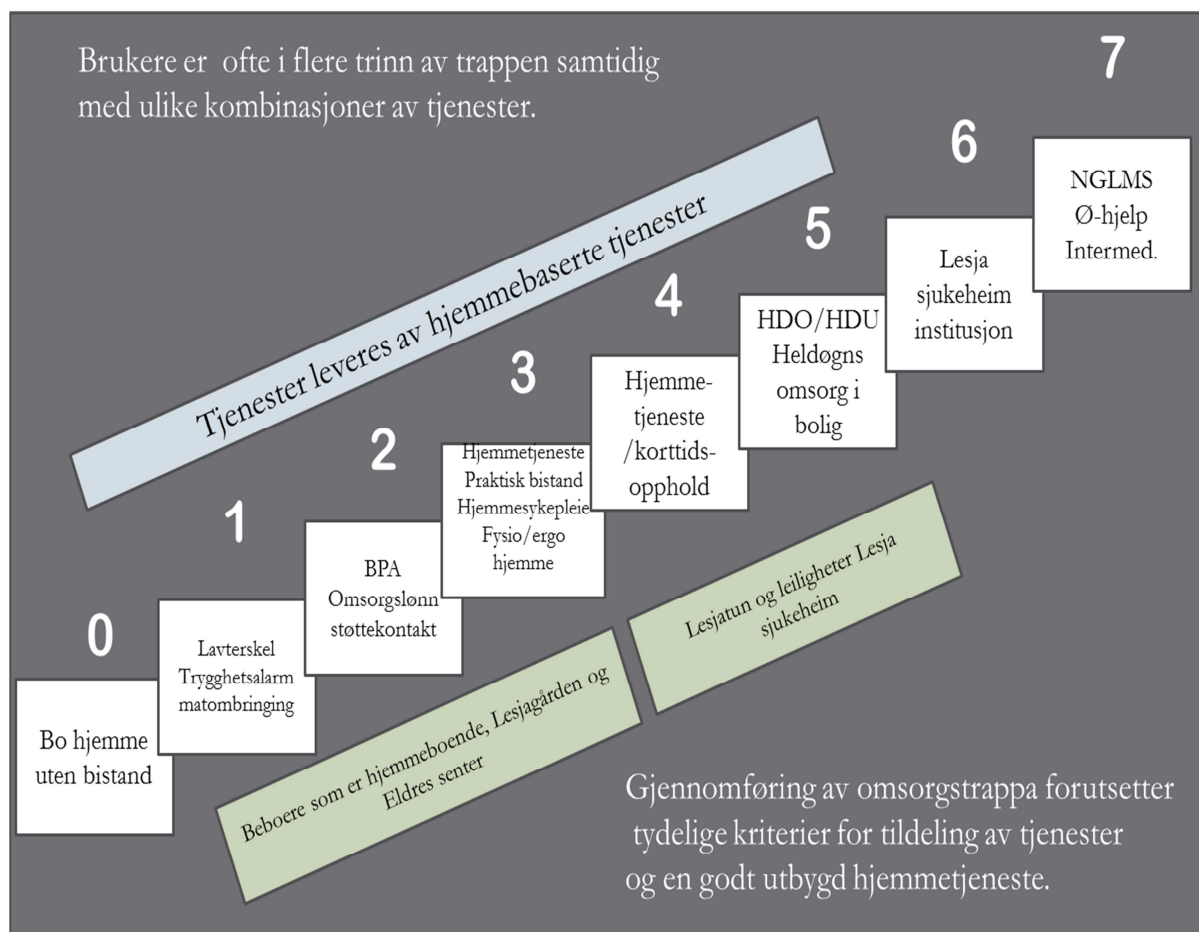 Brukere er ofte i flere trinn av trappen samtidig
med ulike kombinasjoner av tjenester.
Tjenester leveres av hjemmebaserte tjenester
0
Bo hjemme
uten bistand
1
Lavterskel
Trygghetsalarm
matombringing
2
BPA
Omsorgslønn
støttekontakt
3
Hjemmetjeneste
Praktisk bistand
Hjemmesykepleie
Fysio/ergo
hjemme
4
Hjemme-
tjeneste
/korttids-
opphold
5
HDO/HDU
Heldøgns
omsorg i
bolig
6
Lesja
sjukeheim
institusjon
7
NGLMS
Ø-hjelp
Intermed.
Beboere som er hjemmeboende, Lesjagården og
Eldres senter
Lesjatun og leiligheter Lesja
sjukeheim
Gjennomføring av omsorgstrappa forutsetter
tydelige kriterier for tildeling av tjenester
og en godt utbygd hjemmetjeneste.